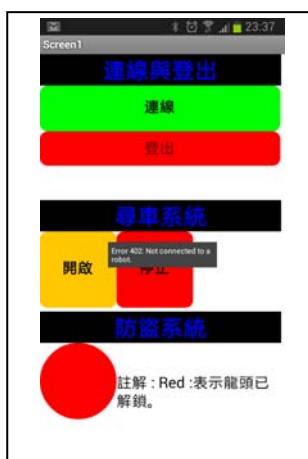 23:37
Screen1
連線與登出
連線
登出
尋車系統
Error 402: Not connected to a
robot.
開啟
停止
防盜系統
註解 : Red :表示龍頭已
解鎖。